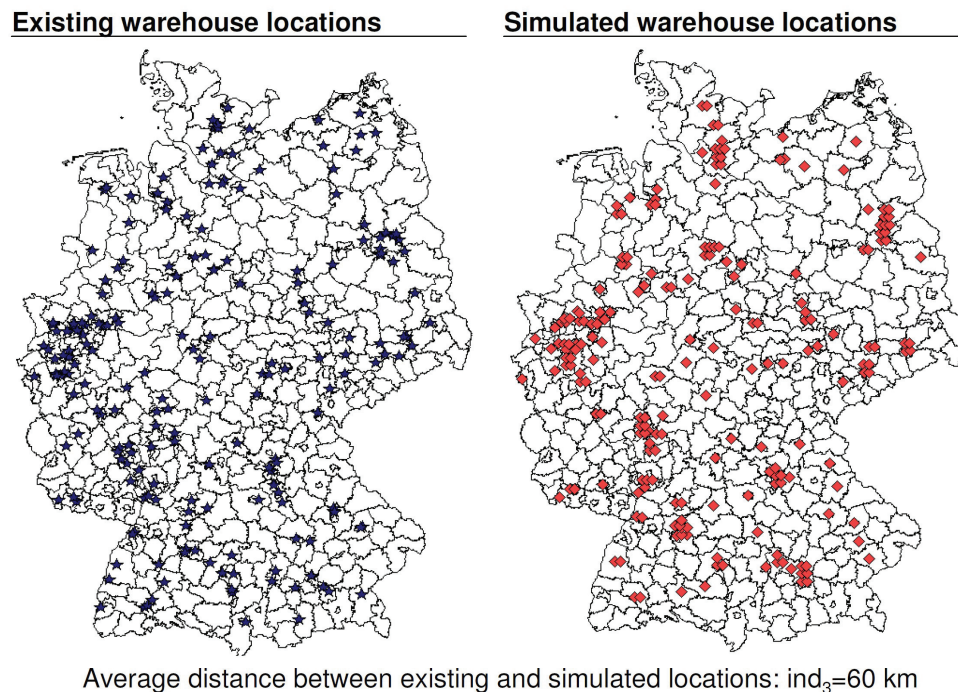 Existing warehouse locations
Simulated warehouse locations
Average distance between existing and simulated locations: ind₃=60 km